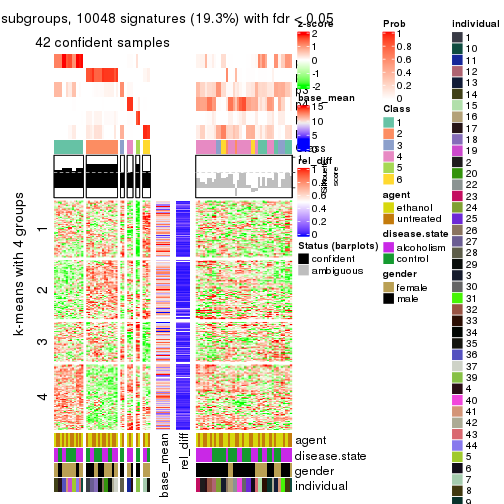 subgroups, 10048 signatures (19.3%) with fdr < 0.05
42 confident samples
k-means with 4 groups
1
2
3
4
base_mean
rel_diff
agent
disease.state
gender
individual
z-score
2
1
0
-1
-2
base_mean
15
10
5
rel_diff
1
0.8
0.6
0.4
0.2
0
Silhouette
score
Status (barplots)
confident
ambiguous
Prob
1
0.8
0.6
0.4
0.2
0
Class
1
2
3
4
5
6
agent
ethanol
untreated
disease.state
alcoholism
control
gender
female
male
individual
1
10
11
12
13
14
15
16
17
18
19
2
20
22
23
24
25
26
27
28
29
3
30
31
32
33
34
35
36
37
39
4
40
41
42
43
44
5
6
7
8
9